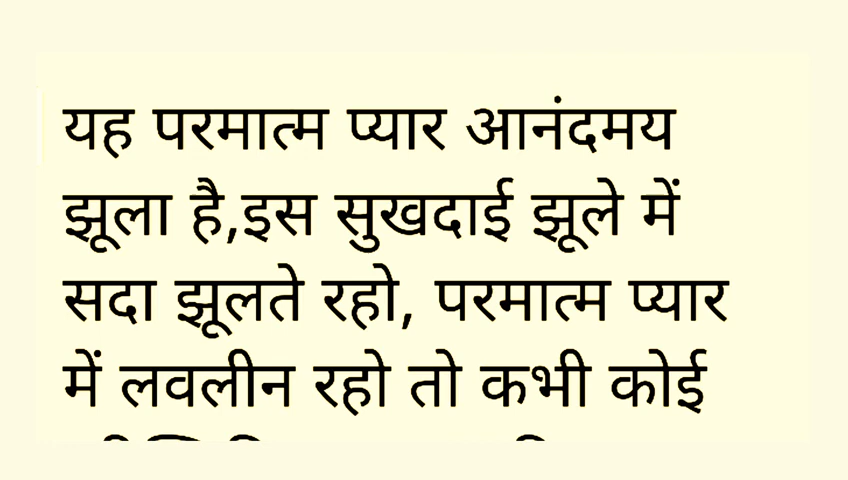 यह परमात्म प्यार आनंदमय
झूला है,इस सुखदाई झूले में
सदा झूलते रहो, परमात्म प्यार
में लवलीन रहो तो कभी कोई